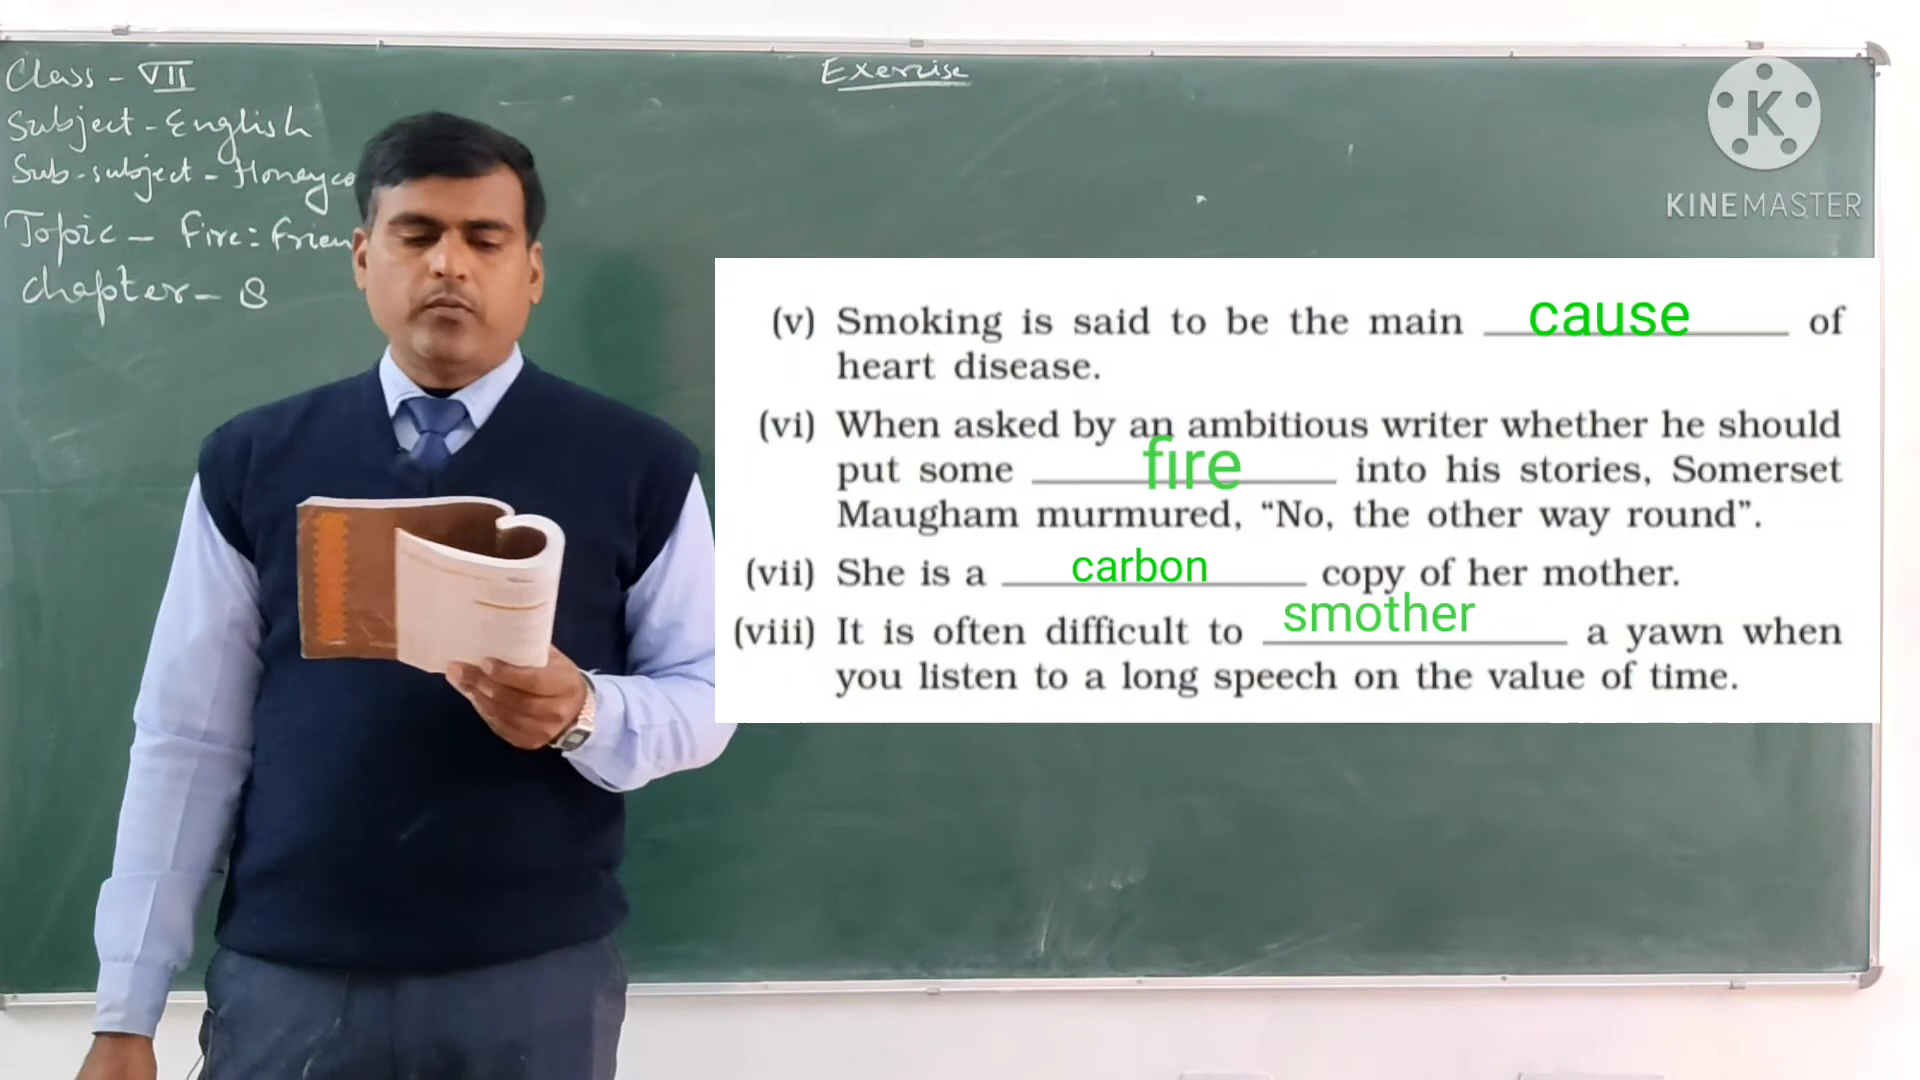 Class - VII
Subject - English
Sub-subject - Honeyco
Topic - Fire: Frien
Chapter - 8
Exercise
K
KINEMASTER
(v) Smoking is said to be the main cause of
heart disease.
(vi) When asked by an ambitious writer whether he should
put some fire into his stories, Somerset
Maugham murmured, “No, the other way round”.
(vii) She is a carbon copy of her mother.
(viii) It is often difficult to smother a yawn when
you listen to a long speech on the value of time.